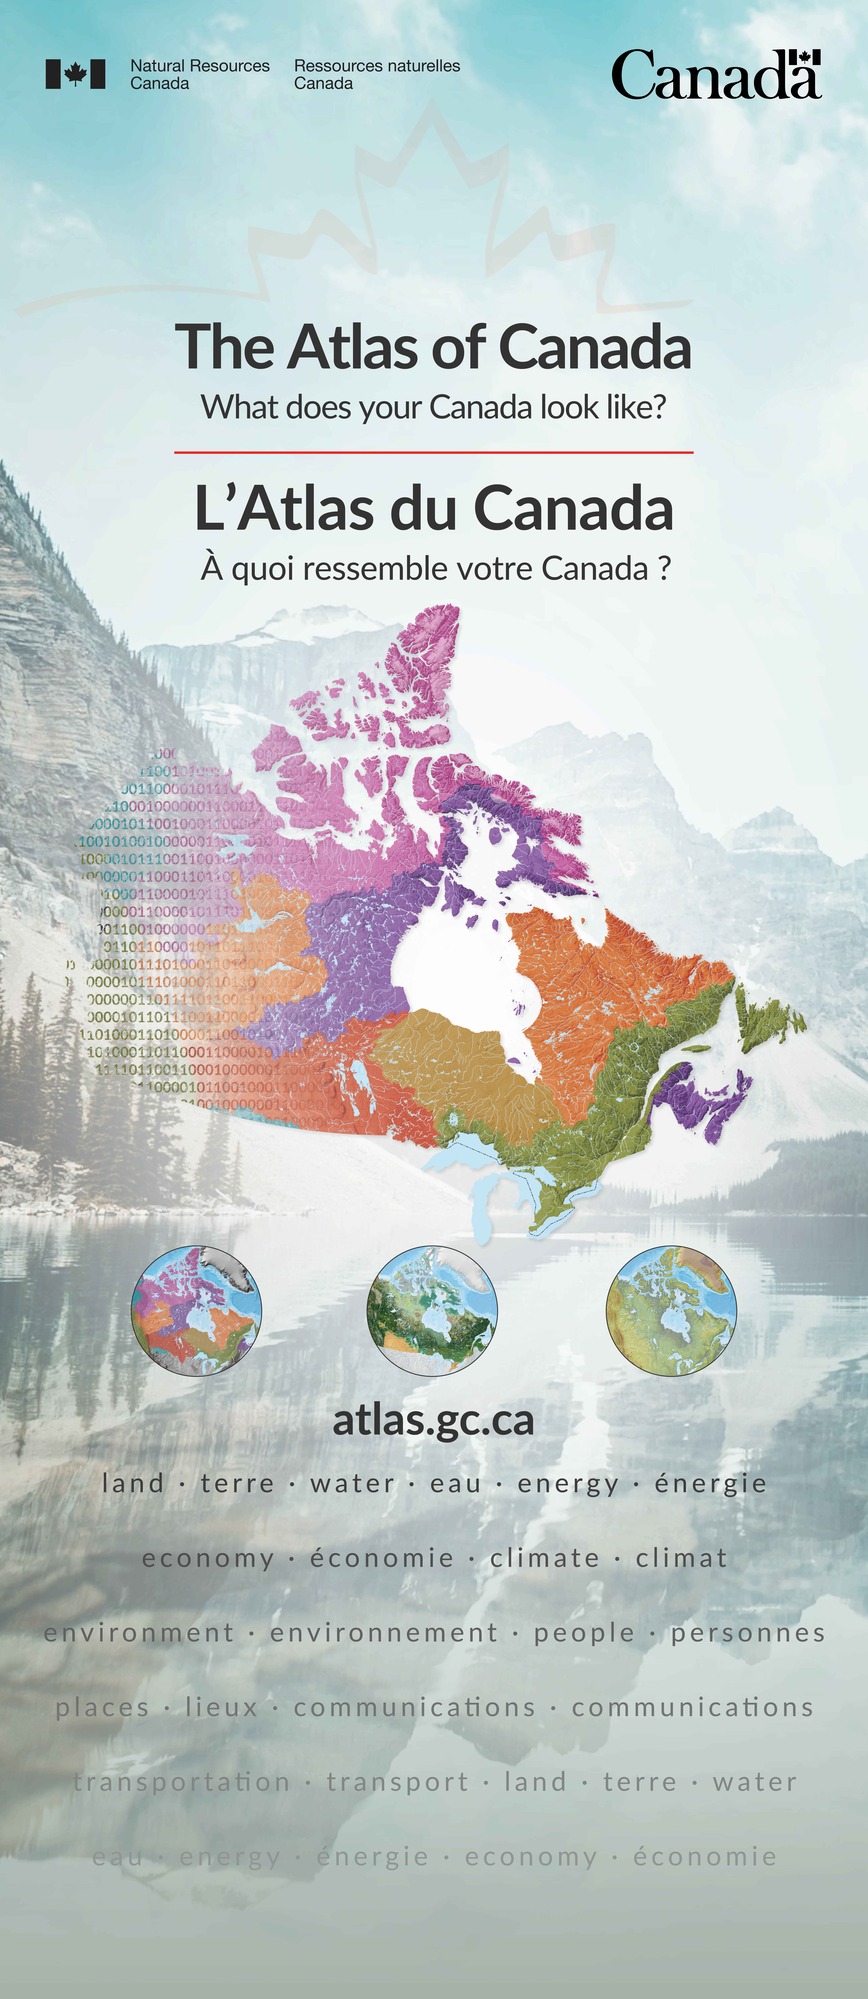 Natural Resources Canada
Ressources naturelles Canada
Canada
The Atlas of Canada
What does your Canada look like?
L’Atlas du Canada
À quoi ressemble votre Canada ?
atlas.gc.ca
land · terre · water · eau · energy · énergie
economy · économie · climate · climat
environment · environnement · people · personnes
places · lieux · communications · communications
transportation · transport · land · terre · water
eau · energy · énergie · economy · économie